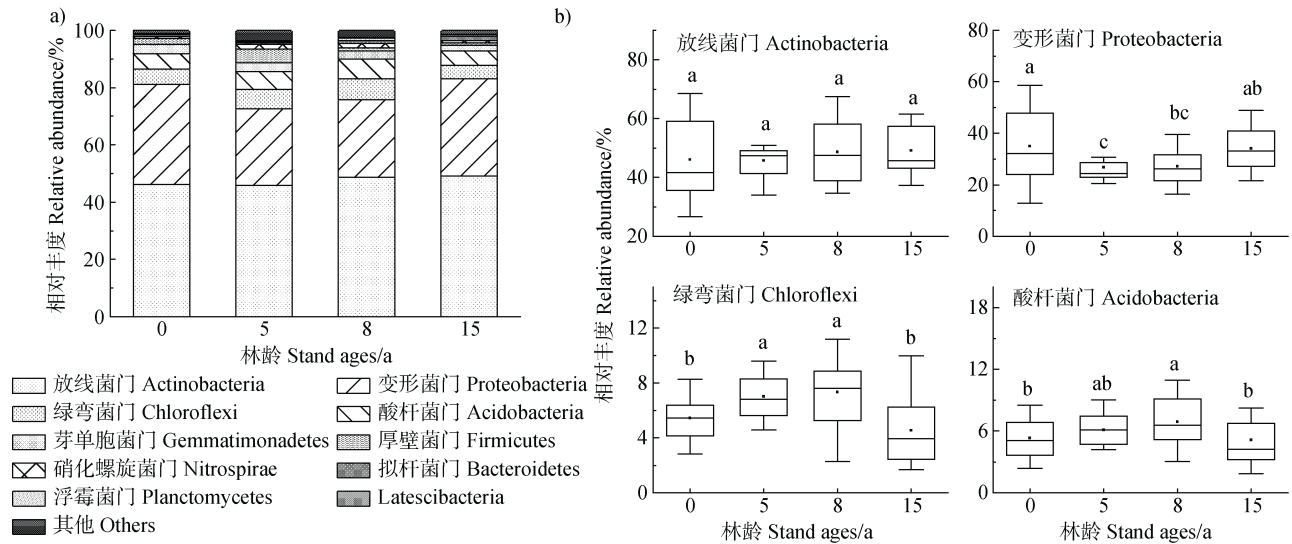 a)
100
80
60
40
20
0
相对丰度 Relative abundance/%
0 5 8 15
林龄 Stand ages/a
放线菌门 Actinobacteria
变形菌门 Proteobacteria
绿弯菌门 Chloroflexi
酸杆菌门 Acidobacteria
芽单胞菌门 Gemmatimonadetes
厚壁菌门 Firmicutes
硝化螺旋菌门 Nitrospirae
拟杆菌门 Bacteroidetes
浮霉菌门 Planctomycetes
Latescibacteria
其他 Others
b)
相对丰度 Relative abundance/%
放线菌门 Actinobacteria
80
60
40
20
a a a a
0 5 8 15
变形菌门 Proteobacteria
80
60
40
20
0
a c bc ab
0 5 8 15
绿弯菌门 Chloroflexi
12
8
4
0
b a a b
0 5 8 15
林龄 Stand ages/a
酸杆菌门 Acidobacteria
18
12
6
0
b ab a b
0 5 8 15
林龄 Stand ages/a